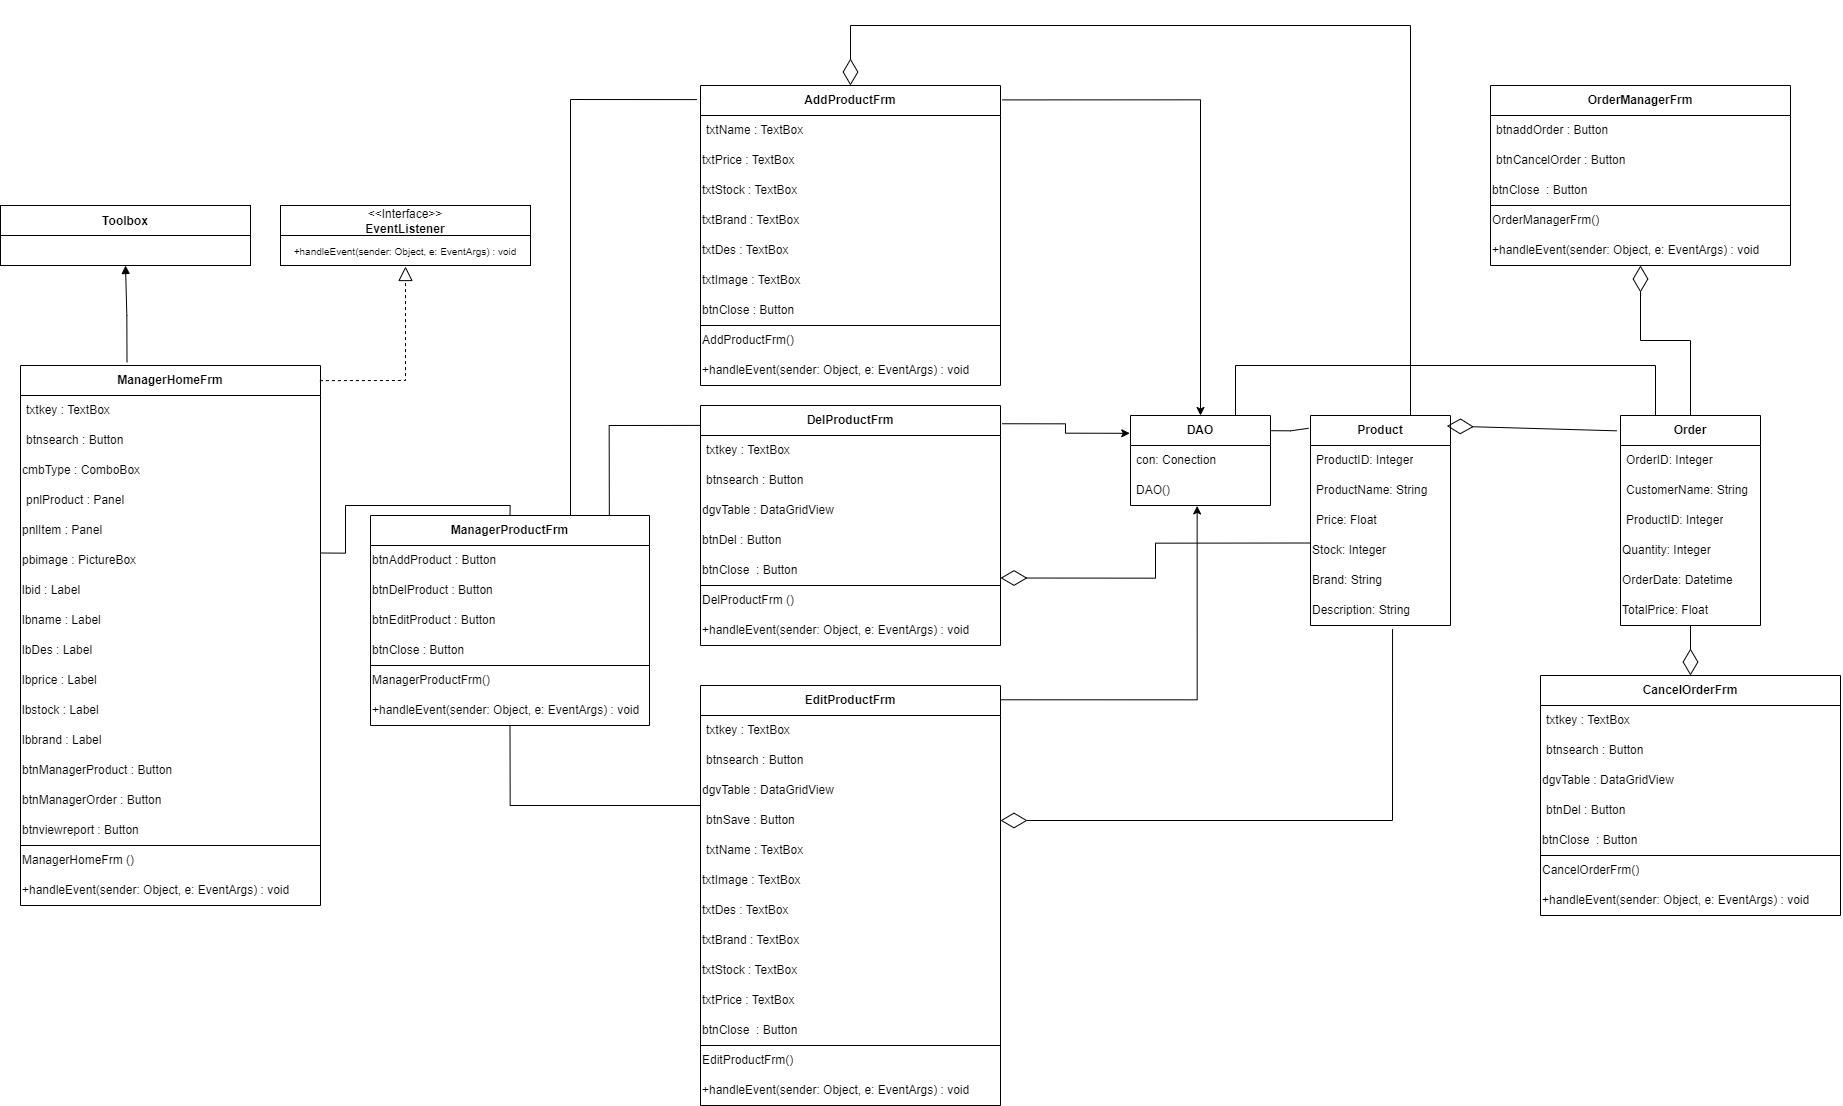 Toolbox
<<Interface>>
EventListener
+handleEvent(sender: Object, e: EventArgs) : void
ManagerHomeFrm
txtkey : TextBox
btnsearch : Button
cmbType : ComboBox
pnlProduct : Panel
pnlItem : Panel
pbimage : PictureBox
lbid : Label
lbname : Label
lbDes : Label
lbprice : Label
lbstock : Label
lbbrand : Label
btnManagerProduct : Button
btnManagerOrder : Button
btnviewreport : Button
ManagerHomeFrm ()
+handleEvent(sender: Object, e: EventArgs) : void
ManagerProductFrm
btnAddProduct : Button
btnDelProduct : Button
btnEditProduct : Button
btnClose : Button
ManagerProductFrm()
+handleEvent(sender: Object, e: EventArgs) : void
AddProductFrm
txtName : TextBox
txtPrice : TextBox
txtStock : TextBox
txtBrand : TextBox
txtDes : TextBox
txtImage : TextBox
btnClose : Button
AddProductFrm()
+handleEvent(sender: Object, e: EventArgs) : void
DelProductFrm
txtkey : TextBox
btnsearch : Button
dgvTable : DataGridView
btnDel : Button
btnClose  : Button
DelProductFrm ()
+handleEvent(sender: Object, e: EventArgs) : void
EditProductFrm
txtkey : TextBox
btnsearch : Button
dgvTable : DataGridView
btnSave : Button
txtName : TextBox
txtImage : TextBox
txtDes : TextBox
txtBrand : TextBox
txtStock : TextBox
txtPrice : TextBox
btnClose  : Button
EditProductFrm()
+handleEvent(sender: Object, e: EventArgs) : void
DAO
con: Conection
DAO()
Product
ProductID: Integer
ProductName: String
Price: Float
Stock: Integer
Brand: String
Description: String
OrderManagerFrm
btnaddOrder : Button
btnCancelOrder : Button
btnClose  : Button
OrderManagerFrm()
+handleEvent(sender: Object, e: EventArgs) : void
Order
OrderID: Integer
CustomerName: String
ProductID: Integer
Quantity: Integer
OrderDate: Datetime
TotalPrice: Float
CancelOrderFrm
txtkey : TextBox
btnsearch : Button
dgvTable : DataGridView
btnDel : Button
btnClose  : Button
CancelOrderFrm()
+handleEvent(sender: Object, e: EventArgs) : void